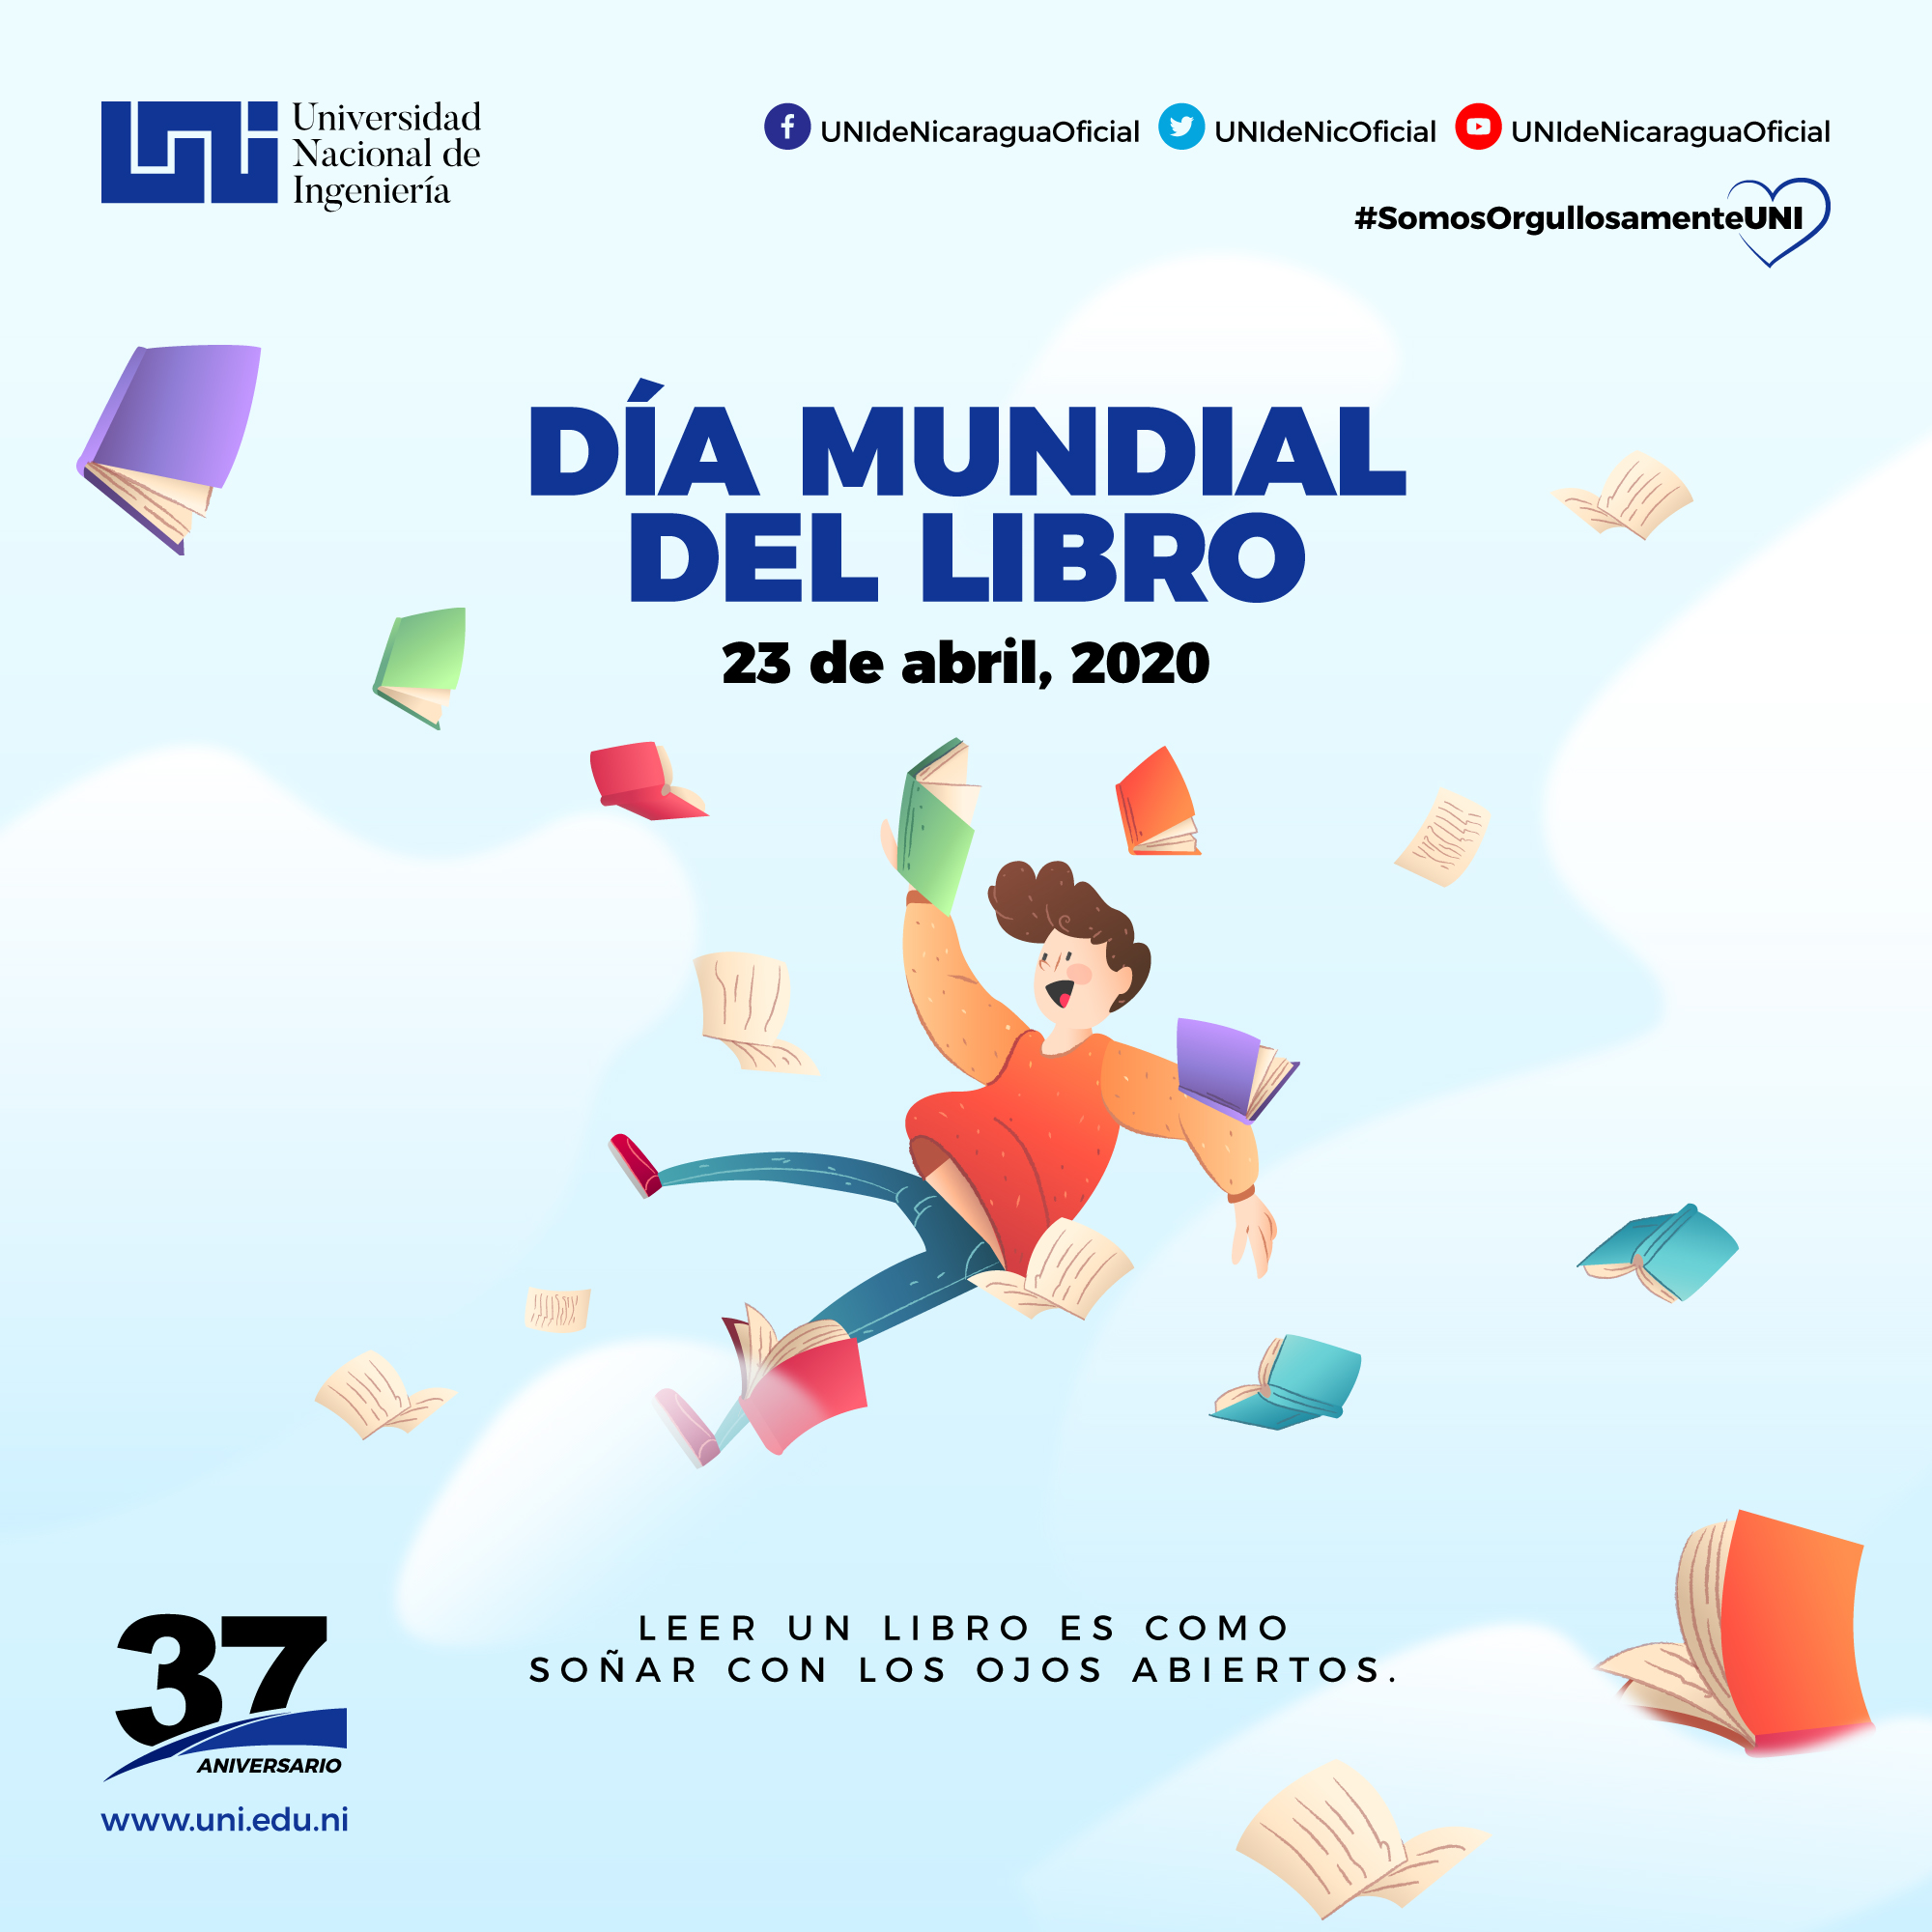 UNI
Universidad
Nacional de
Ingeniería
UNIdeNicaraguaOficial UNIdeNicOficial UNIdeNicaraguaOficial
#SomosOrgullosamenteUNI
DÍA MUNDIAL
DEL LIBRO
23 de abril, 2020
LEER UN LIBRO ES COMO
SOÑAR CON LOS OJOS ABIERTOS.
37
ANIVERSARIO
www.uni.edu.ni